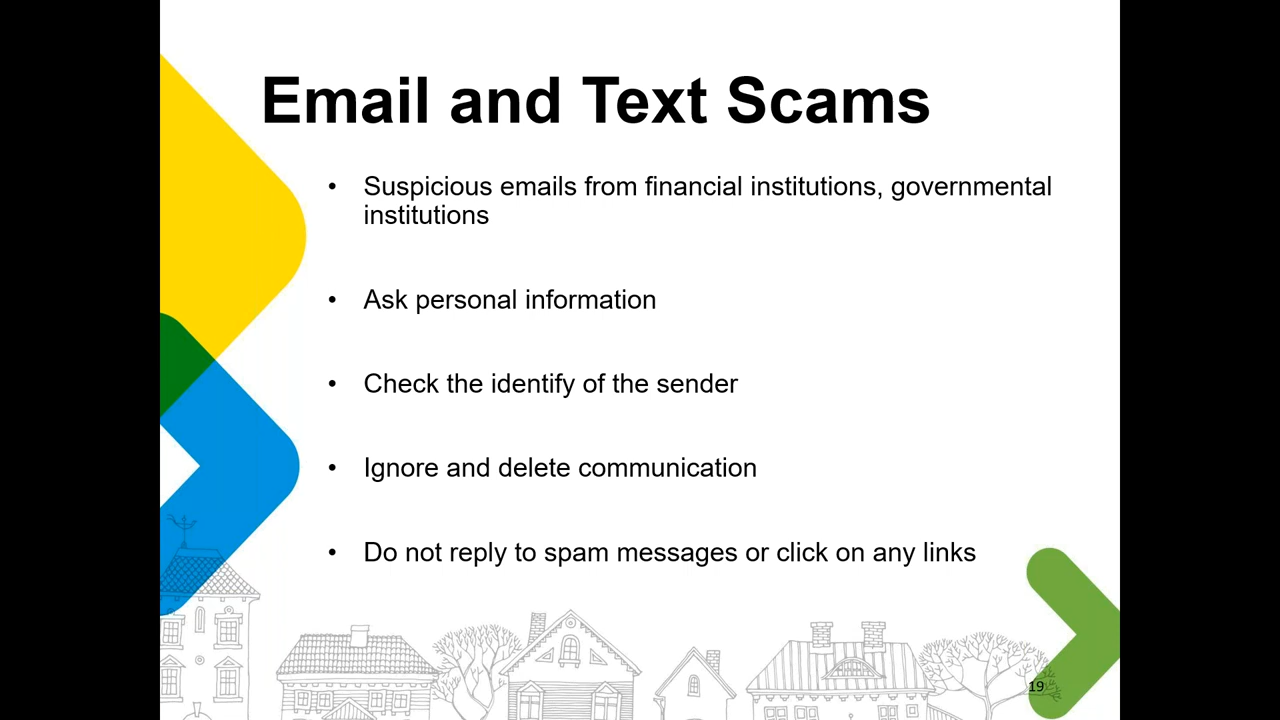 Email and Text Scams
• Suspicious emails from financial institutions, governmental
institutions
• Ask personal information
• Check the identify of the sender
• Ignore and delete communication
• Do not reply to spam messages or click on any links
19